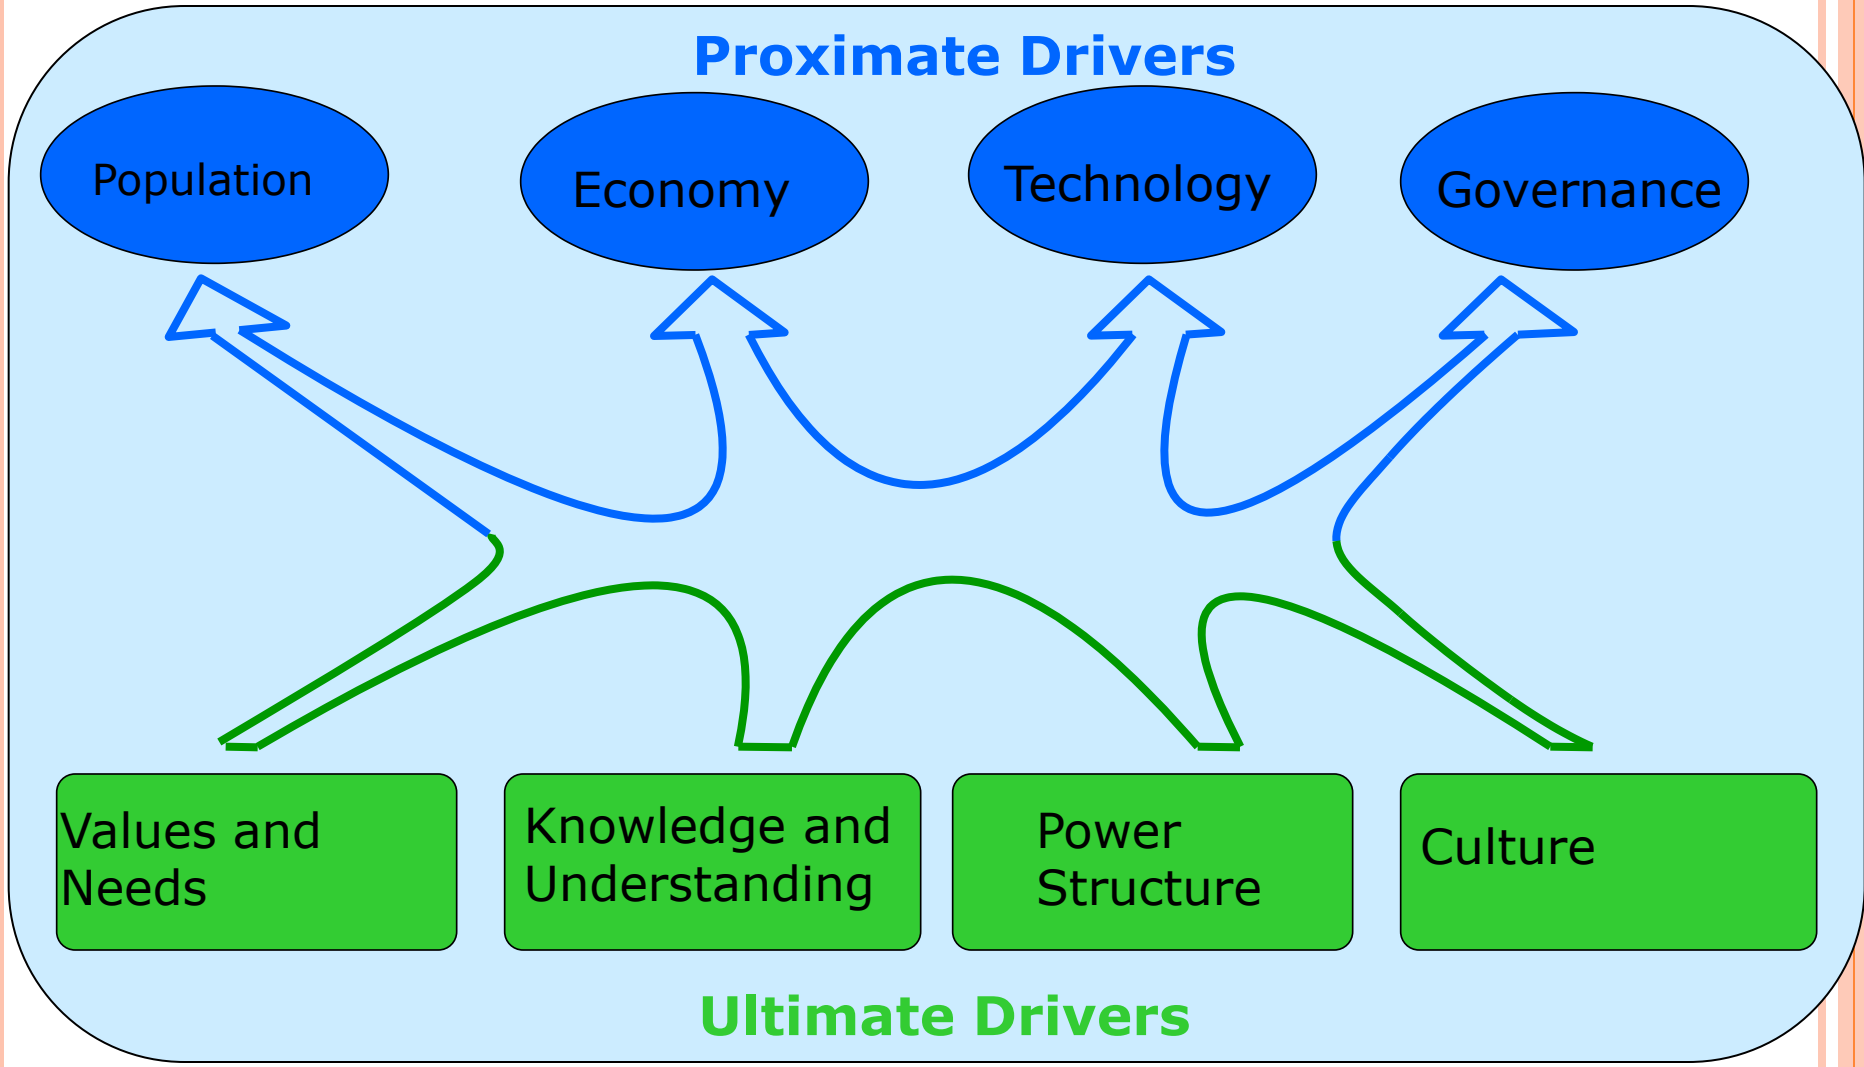 Proximate Drivers
Population
Economy
Technology
Governance
Values and
Needs
Knowledge and
Understanding
Power
Structure
Culture
Ultimate Drivers